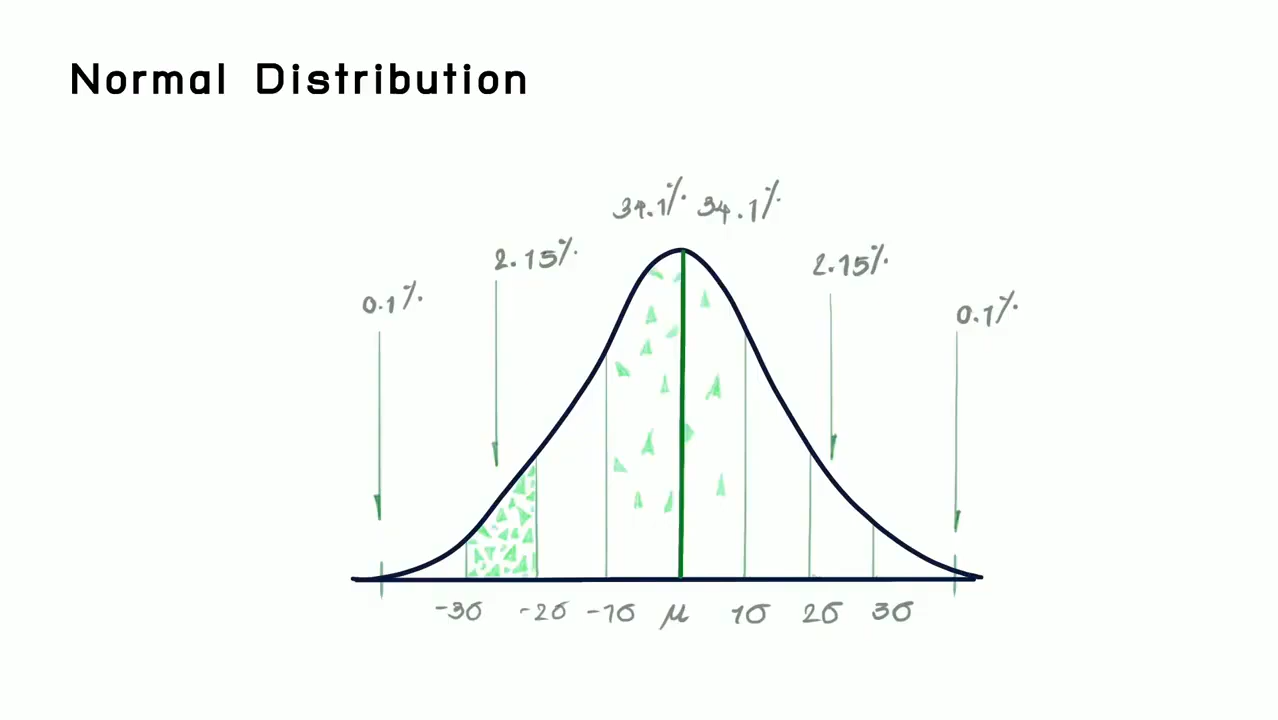 Normal Distribution
34.1% 34.1%
2.15% 2.15%
0.1% 0.1%
-3σ -2σ -1σ μ 1σ 2σ 3σ